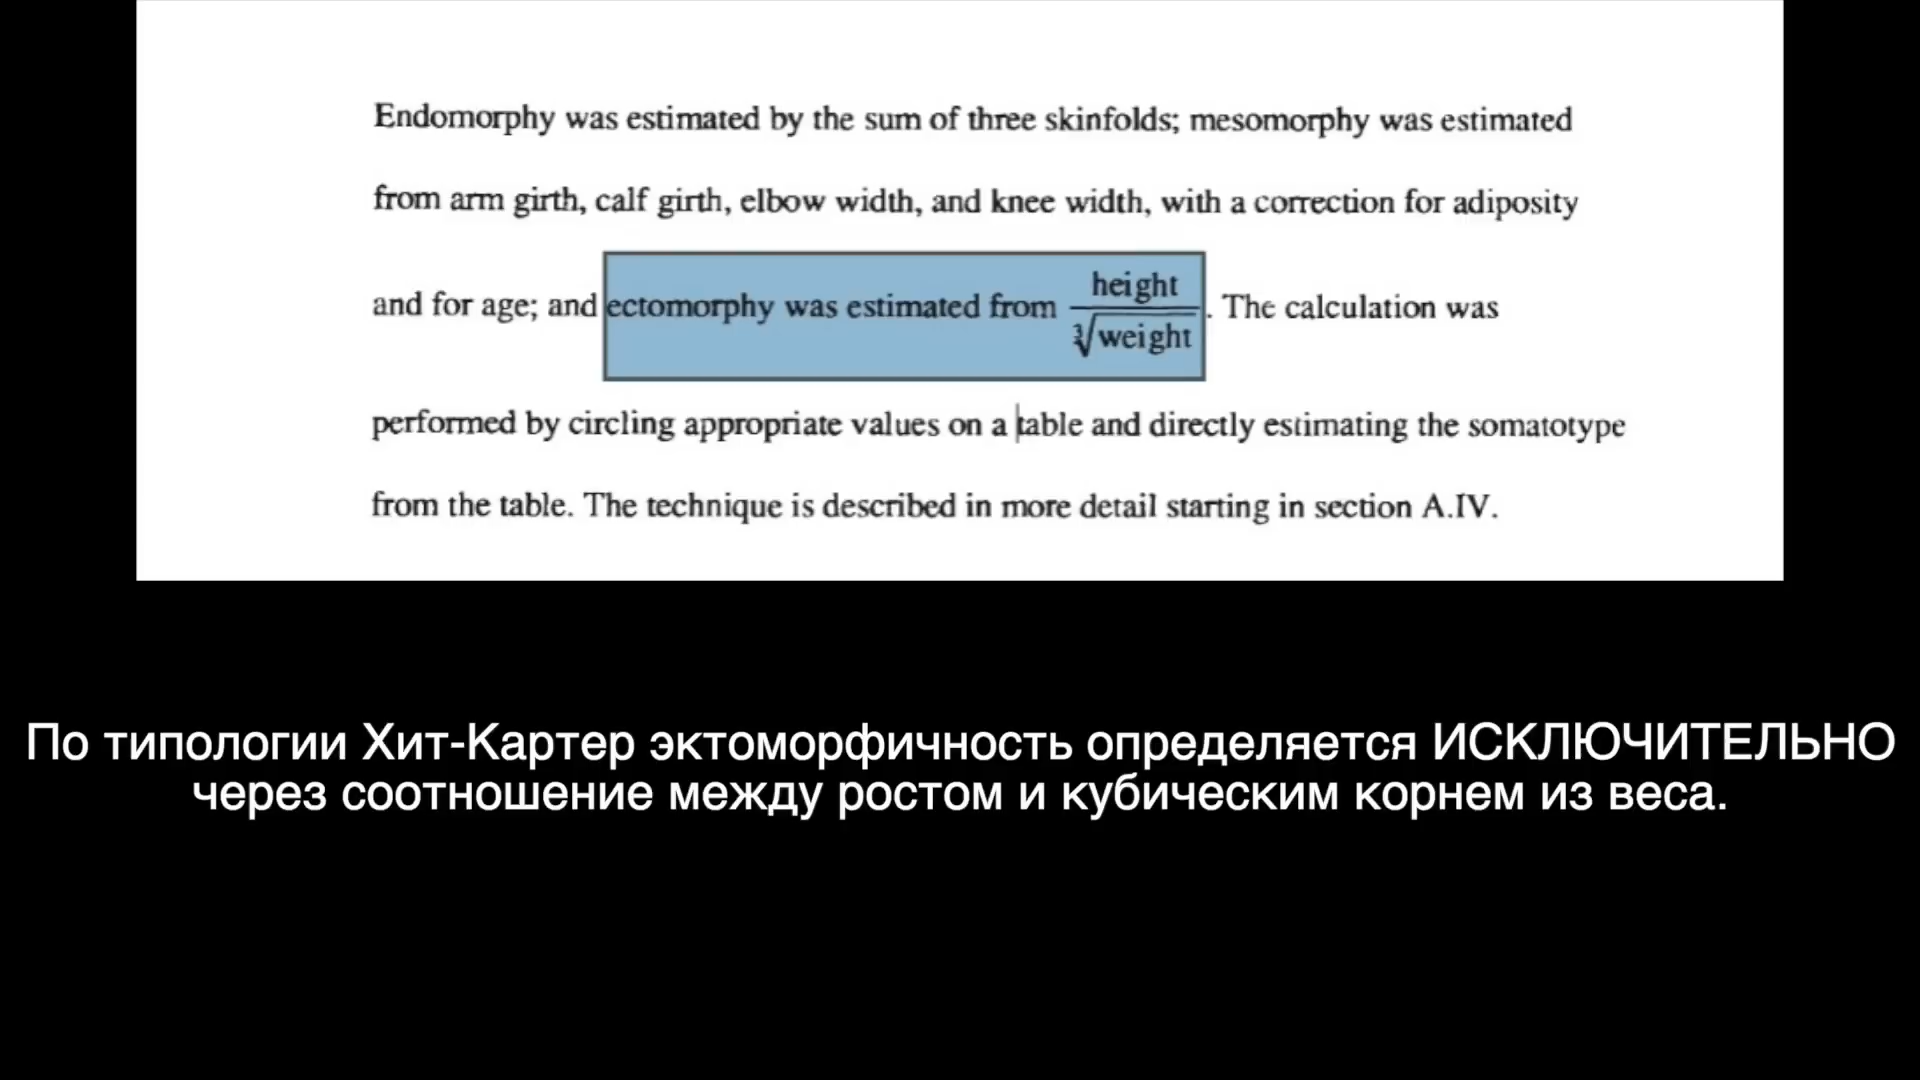 Endomorphy was estimated by the sum of three skinfolds; mesomorphy was estimated
from arm girth, calf girth, elbow width, and knee width, with a correction for adiposity
and for age; and ectomorphy was estimated from height / ∛weight. The calculation was
performed by circling appropriate values on a table and directly estimating the somatotype
from the table. The technique is described in more detail starting in section A.IV.
По типологии Хит-Картер эктоморфичность определяется ИСКЛЮЧИТЕЛЬНО
через соотношение между ростом и кубическим корнем из веса.